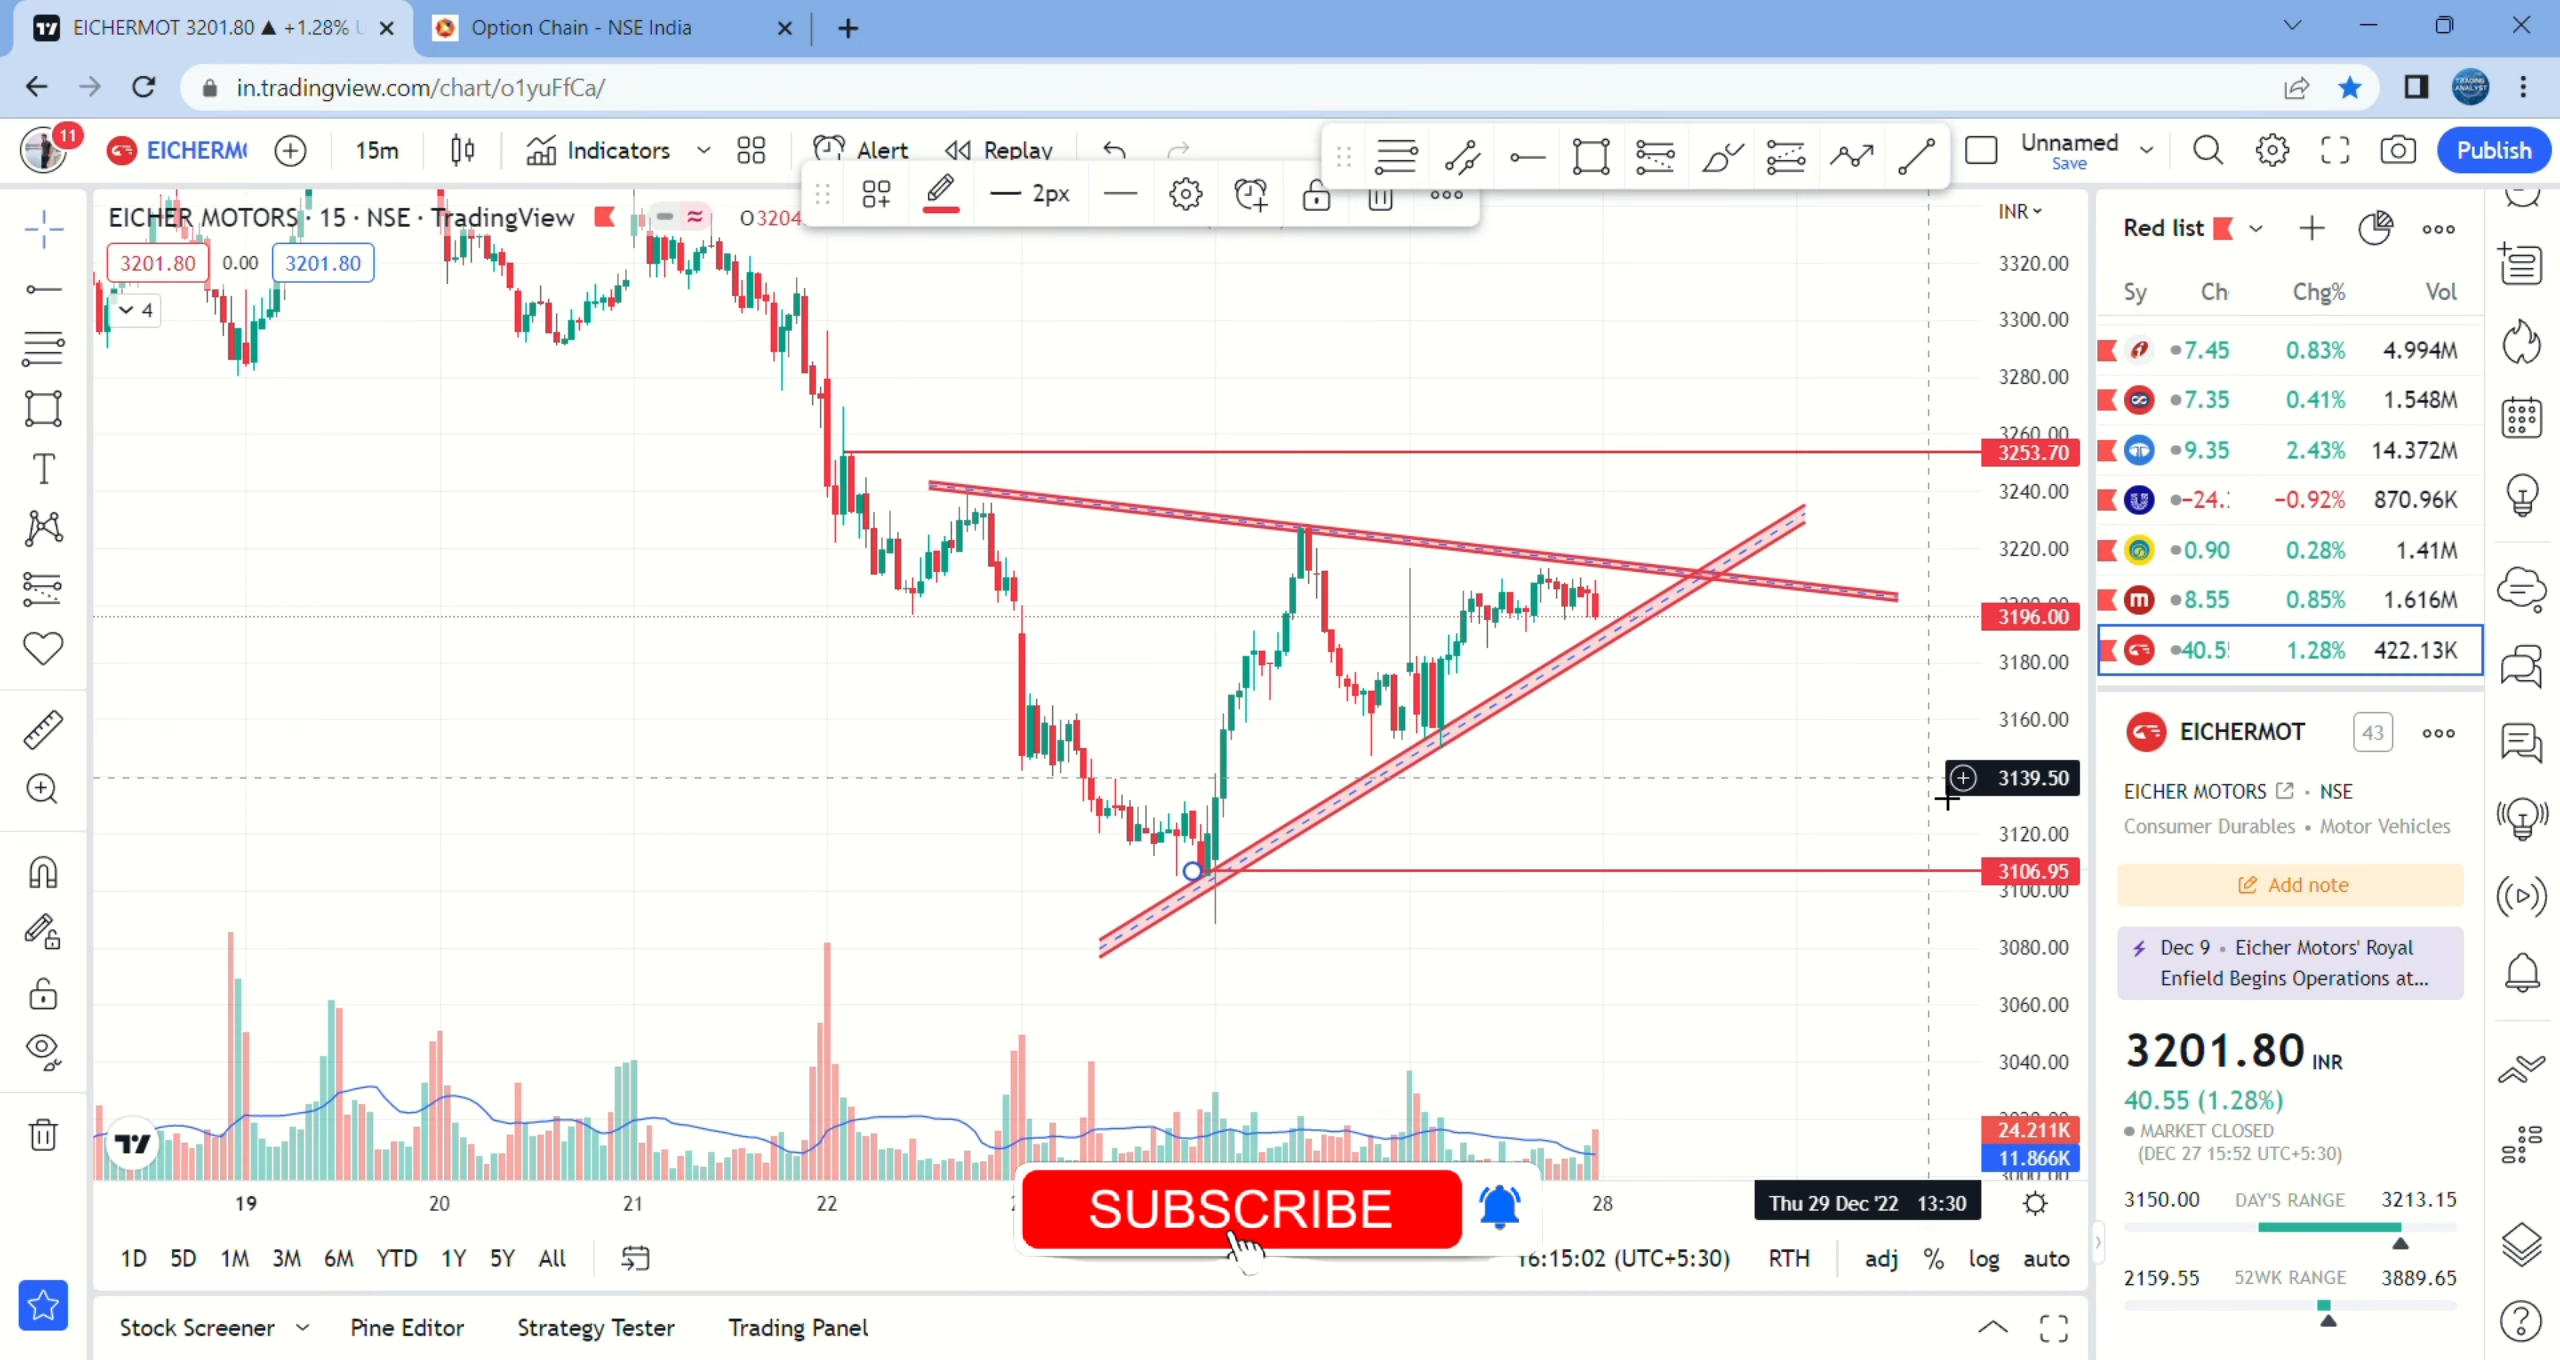 EICHERMOT 3201.80 ▲ +1.28%
Option Chain - NSE India
in.tradingview.com/chart/o1yuFfCa/
11
EICHERM
15m
Indicators
Alert
Replay
Unnamed
Save
Publish
2px
EICHER MOTORS · 15 · NSE · TradingView
O3204.
3201.80
0.00
3201.80
4
INR
3320.00
3300.00
3280.00
3260.00
3253.70
3240.00
3220.00
3196.00
3180.00
3160.00
3139.50
3120.00
3106.95
3100.00
3080.00
3060.00
3040.00
24.211K
11.866K
19
20
21
22
28
Thu 29 Dec '22 13:30
SUBSCRIBE
1D 5D 1M 3M 6M YTD 1Y 5Y All
16:15:02 (UTC+5:30)
RTH
adj
%
log
auto
Stock Screener
Pine Editor
Strategy Tester
Trading Panel
Red list
Sy Ch Chg% Vol
7.45 0.83% 4.994M
7.35 0.41% 1.548M
9.35 2.43% 14.372M
-24. −0.92% 870.96K
0.90 0.28% 1.41M
8.55 0.85% 1.616M
40.5 1.28% 422.13K
EICHERMOT
43
EICHER MOTORS · NSE
Consumer Durables • Motor Vehicles
Add note
Dec 9 • Eicher Motors' Royal
Enfield Begins Operations at...
3201.80 INR
40.55 (1.28%)
MARKET CLOSED
(DEC 27 15:52 UTC+5:30)
3150.00 DAY'S RANGE 3213.15
2159.55 52WK RANGE 3889.65